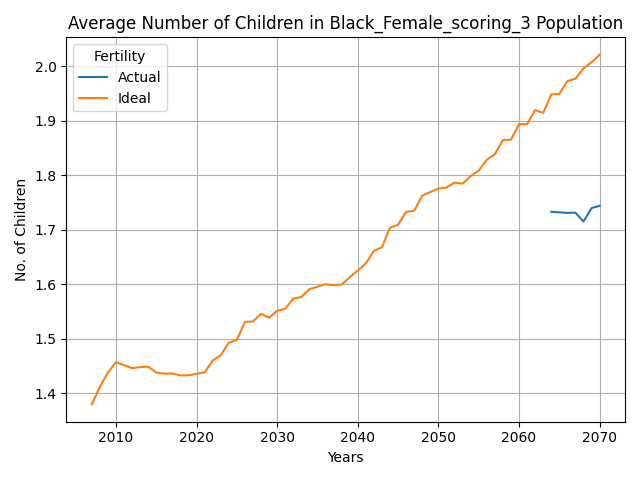 Average Number of Children in Black_Female_scoring_3 Population
Fertility
Actual
Ideal
No. of Children
2.0
1.9
1.8
1.7
1.6
1.5
1.4
2010 2020 2030 2040 2050 2060 2070
Years